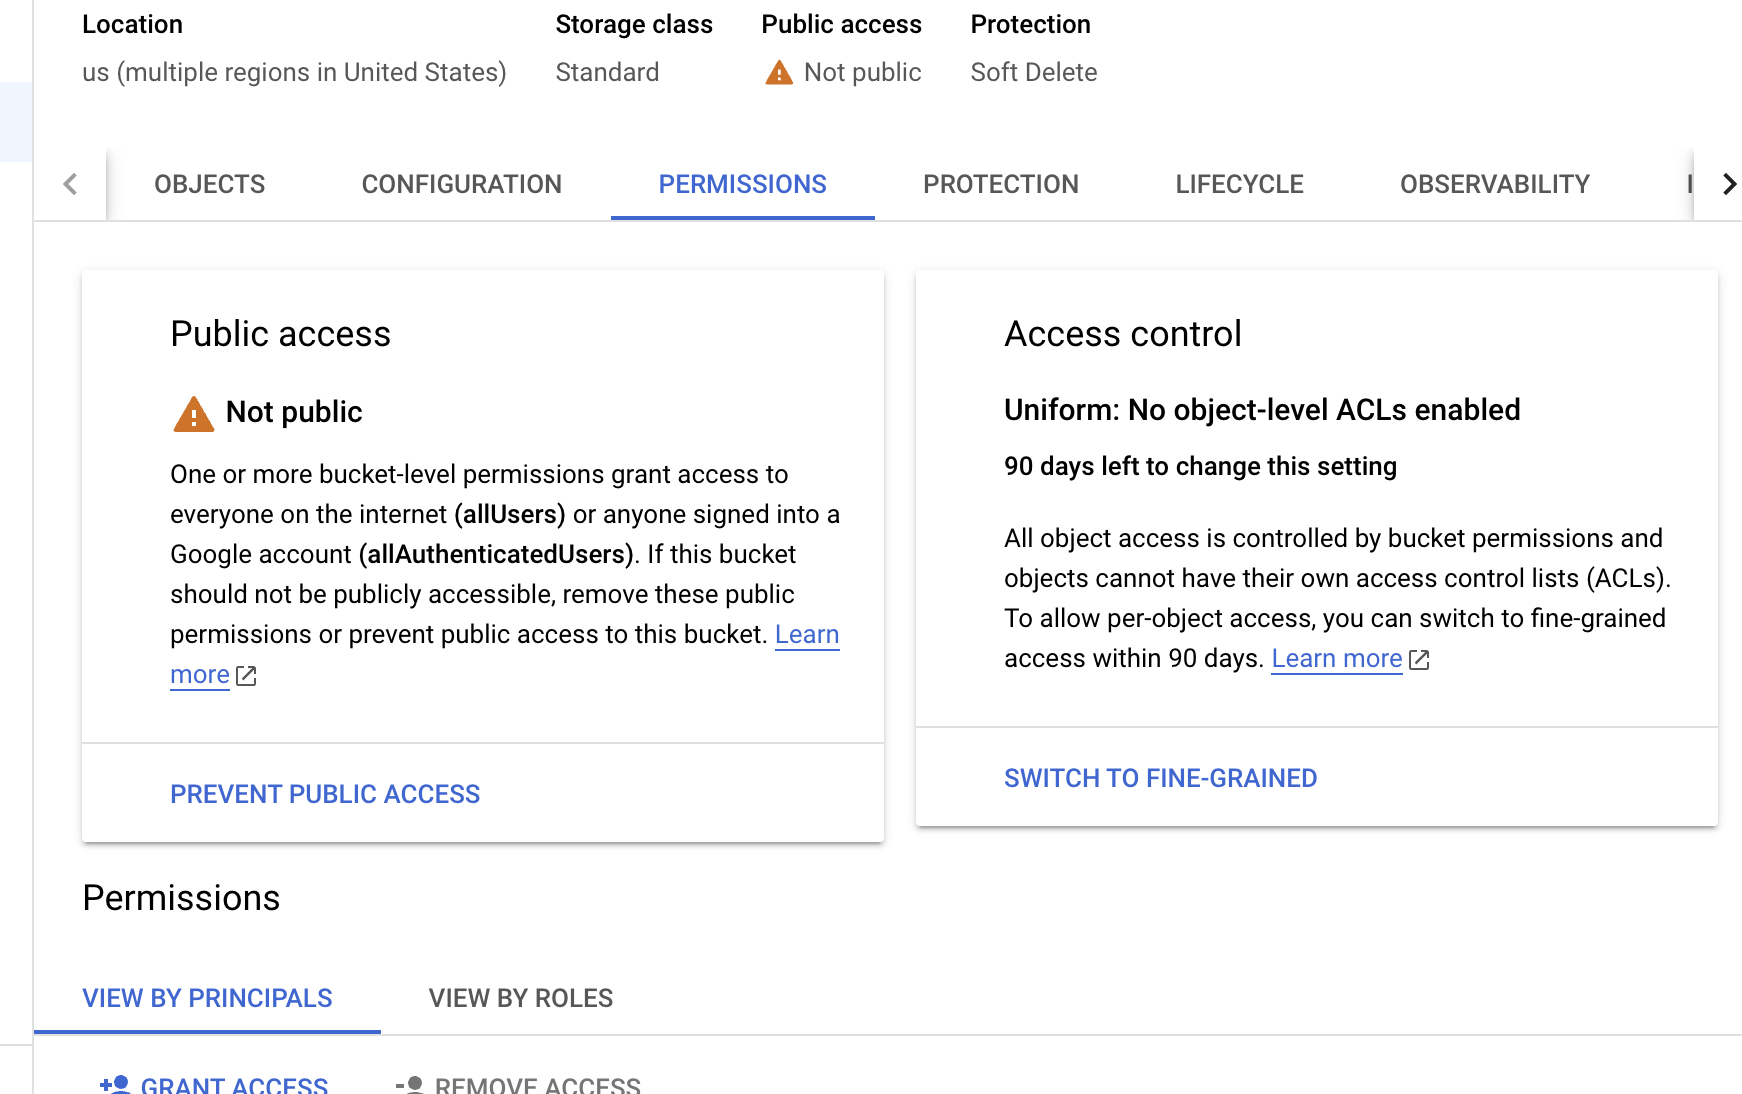 Location
Storage class
Public access
Protection
us (multiple regions in United States)
Standard
Not public
Soft Delete
OBJECTS
CONFIGURATION
PERMISSIONS
PROTECTION
LIFECYCLE
OBSERVABILITY
Public access
Not public
One or more bucket-level permissions grant access to
everyone on the internet (allUsers) or anyone signed into a
Google account (allAuthenticatedUsers). If this bucket
should not be publicly accessible, remove these public
permissions or prevent public access to this bucket. Learn
more
PREVENT PUBLIC ACCESS
Access control
Uniform: No object-level ACLs enabled
90 days left to change this setting
All object access is controlled by bucket permissions and
objects cannot have their own access control lists (ACLs).
To allow per-object access, you can switch to fine-grained
access within 90 days. Learn more
SWITCH TO FINE-GRAINED
Permissions
VIEW BY PRINCIPALS
VIEW BY ROLES
GRANT ACCESS
REMOVE ACCESS